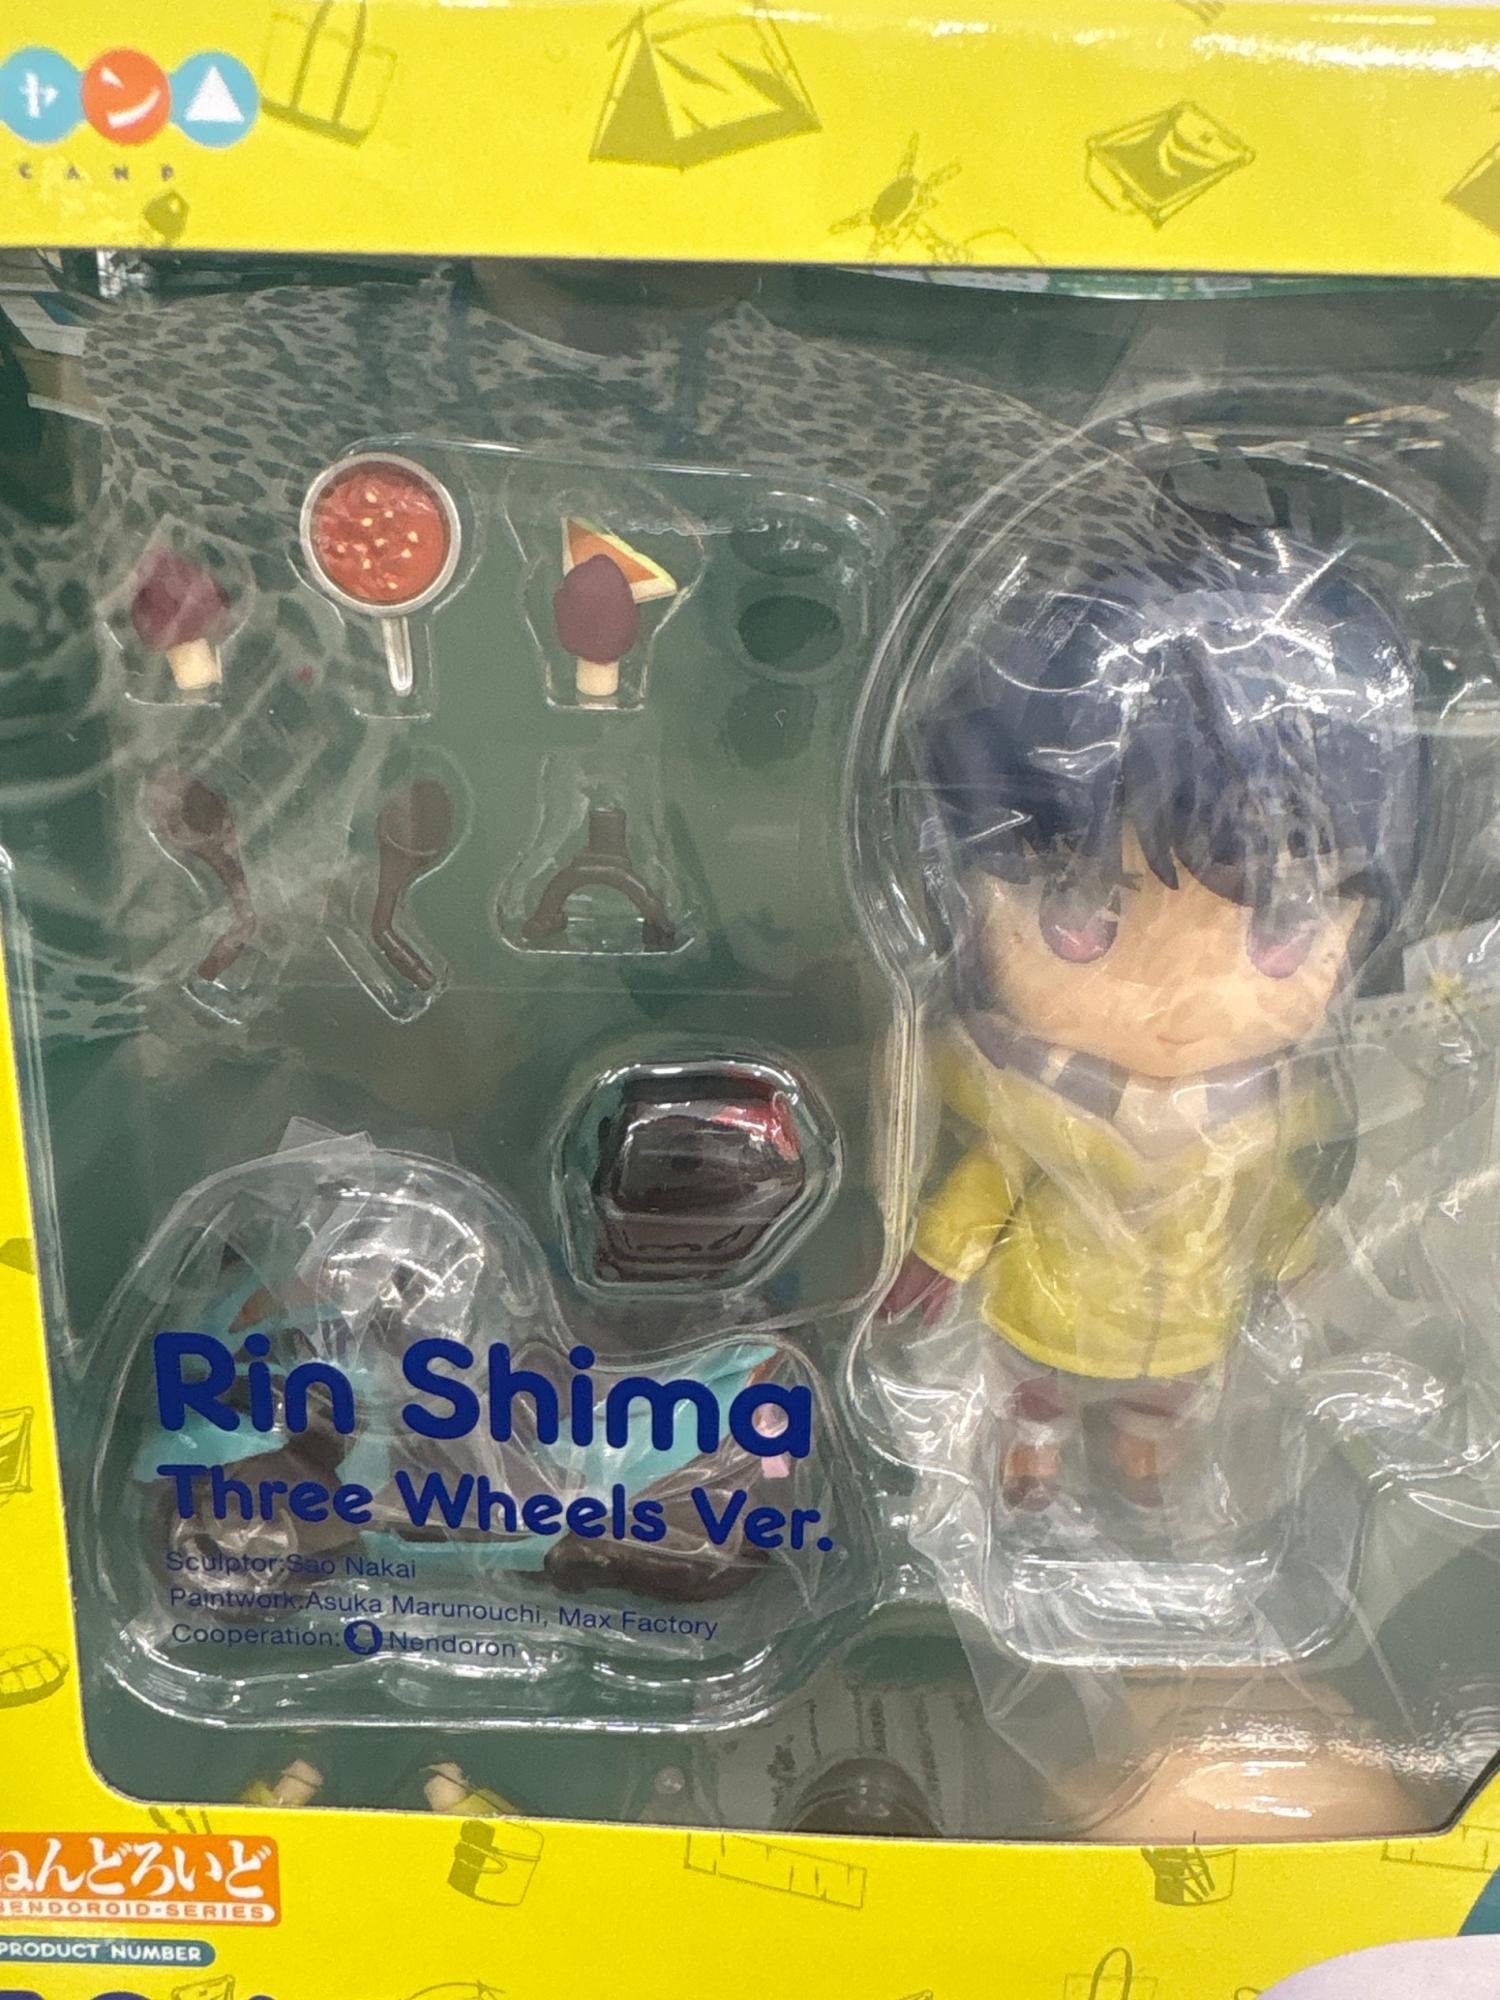 ャン△
CAMP
Rin Shima
Three Wheels Ver.
Sculptor:Sao Nakai
Paintwork:Asuka Marunouchi, Max Factory
Cooperation: Nendoron
ねんどろいど
NENDOROID-SERIES
PRODUCT NUMBER